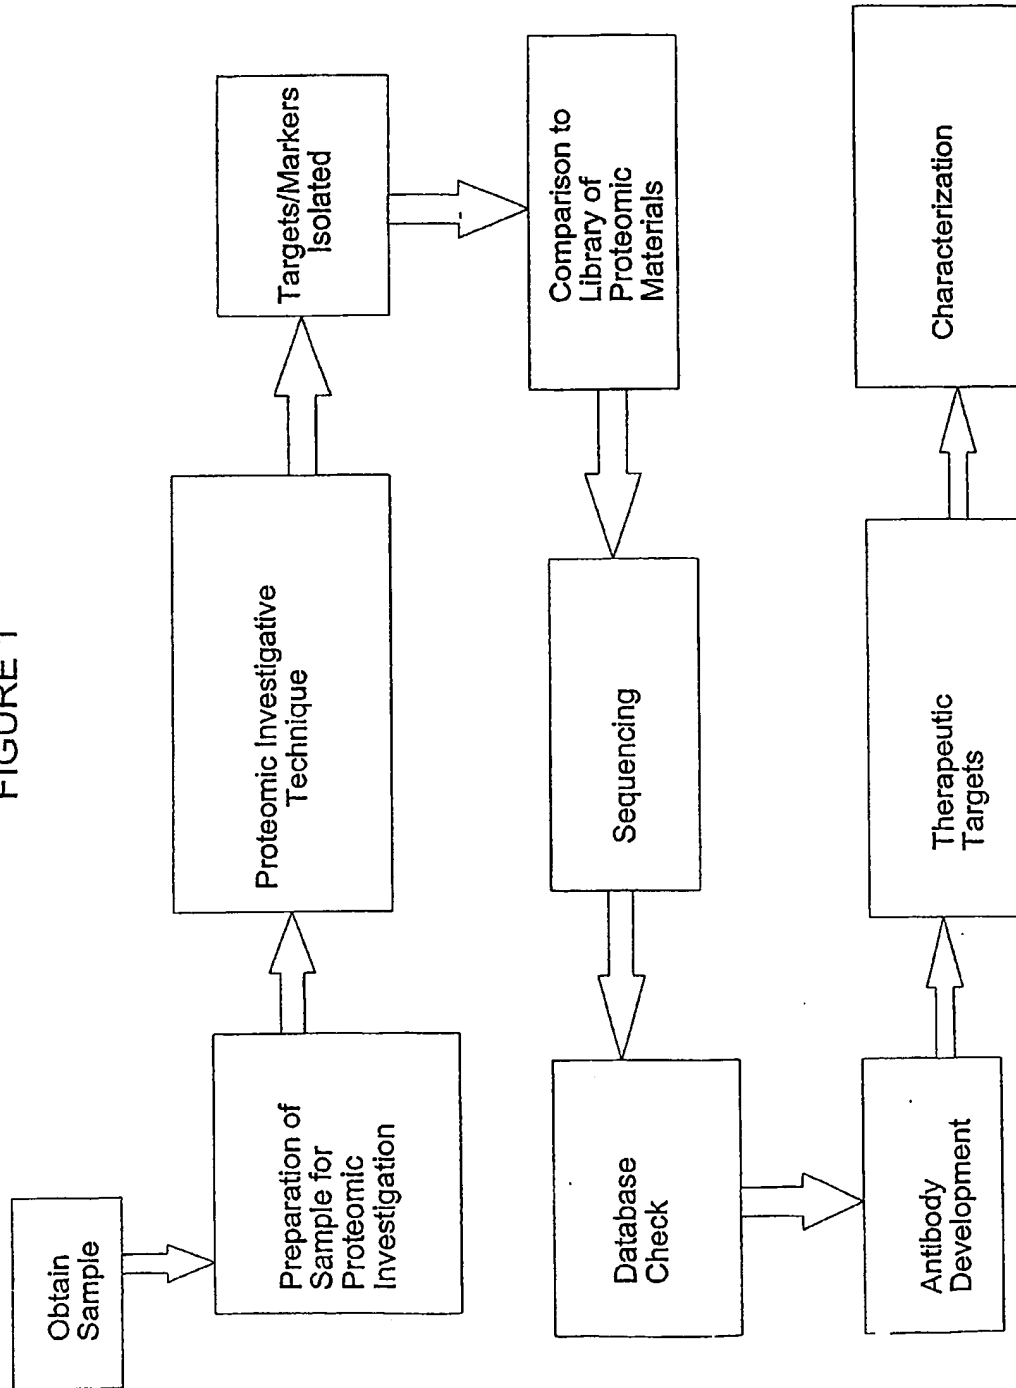 FIGURE 1
Obtain
Sample
Preparation of
Sample for
Proteomic
Investigation
Proteomic Investigative
Technique
Targets/Markers
Isolated
Comparison to
Library of
Proteomic
Materials
Sequencing
Database
Check
Antibody
Development
Therapeutic
Targets
Characterization